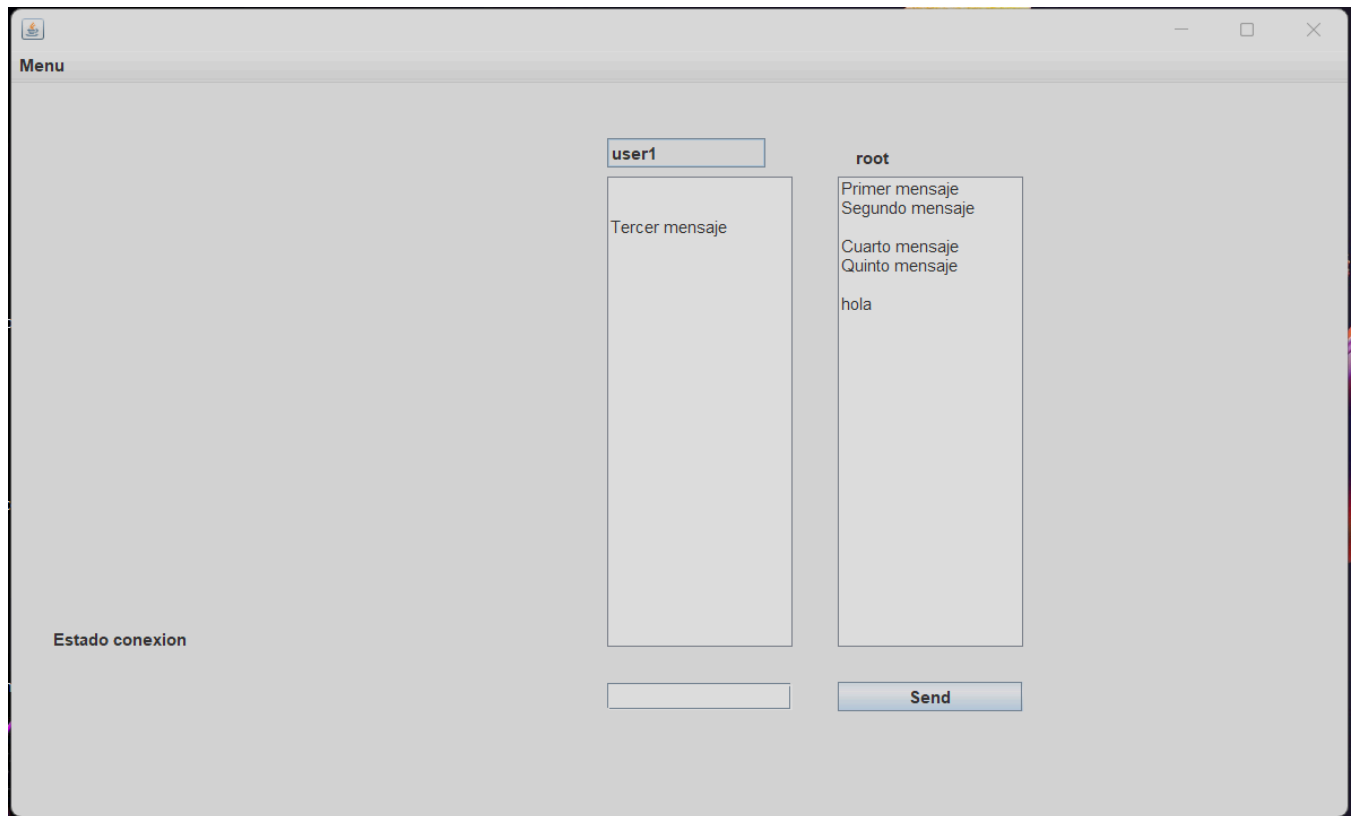 Menu
user1
root
Tercer mensaje
Primer mensaje
Segundo mensaje
Cuarto mensaje
Quinto mensaje
hola
Estado conexion
Send